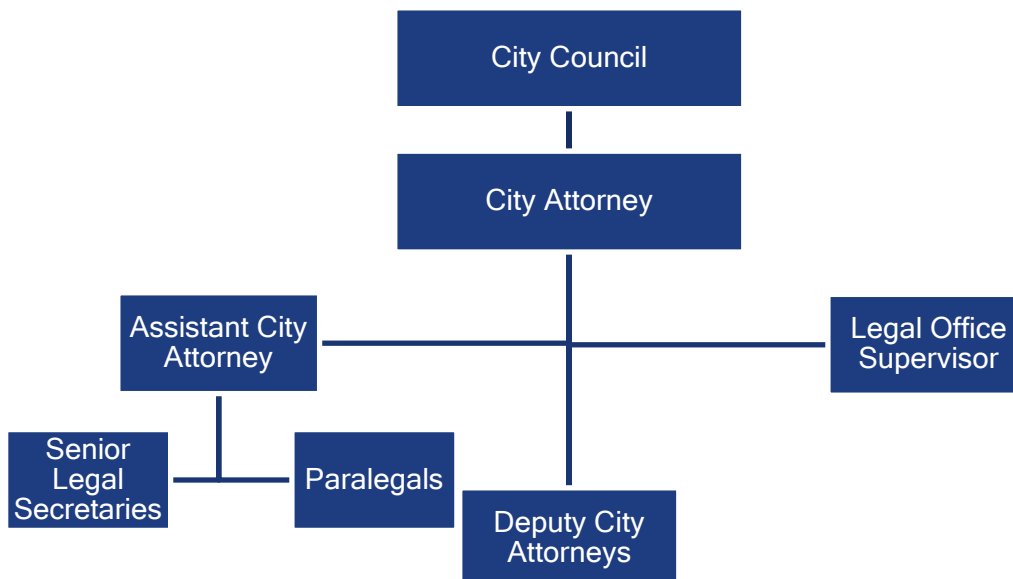 City Council
City Attorney
Assistant City
Attorney
Legal Office
Supervisor
Senior
Legal
Secretaries
Paralegals
Deputy City
Attorneys